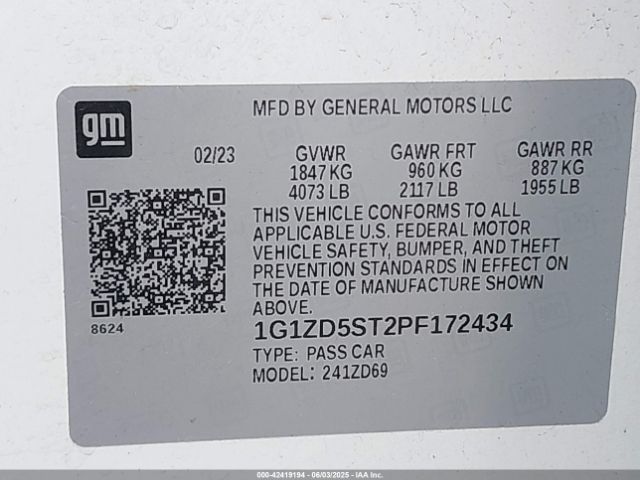 gm
MFD BY GENERAL MOTORS LLC
02/23
GVWR GAWR FRT GAWR RR
1847 KG 960 KG 887 KG
4073 LB 2117 LB 1955 LB
THIS VEHICLE CONFORMS TO ALL
APPLICABLE U.S. FEDERAL MOTOR
VEHICLE SAFETY, BUMPER, AND THEFT
PREVENTION STANDARDS IN EFFECT ON
THE DATE OF MANUFACTURE SHOWN
ABOVE.
8624
1G1ZD5ST2PF172434
TYPE: PASS CAR
MODEL: 241ZD69
000-42419194 - 06/03/2025 - IAA Inc.